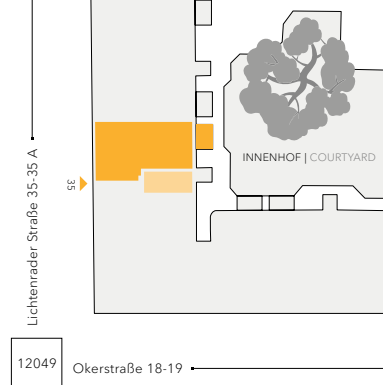 INNENHOF | COURTYARD
35
Lichtenrader Straße 35-35 A
12049
Okerstraße 18-19